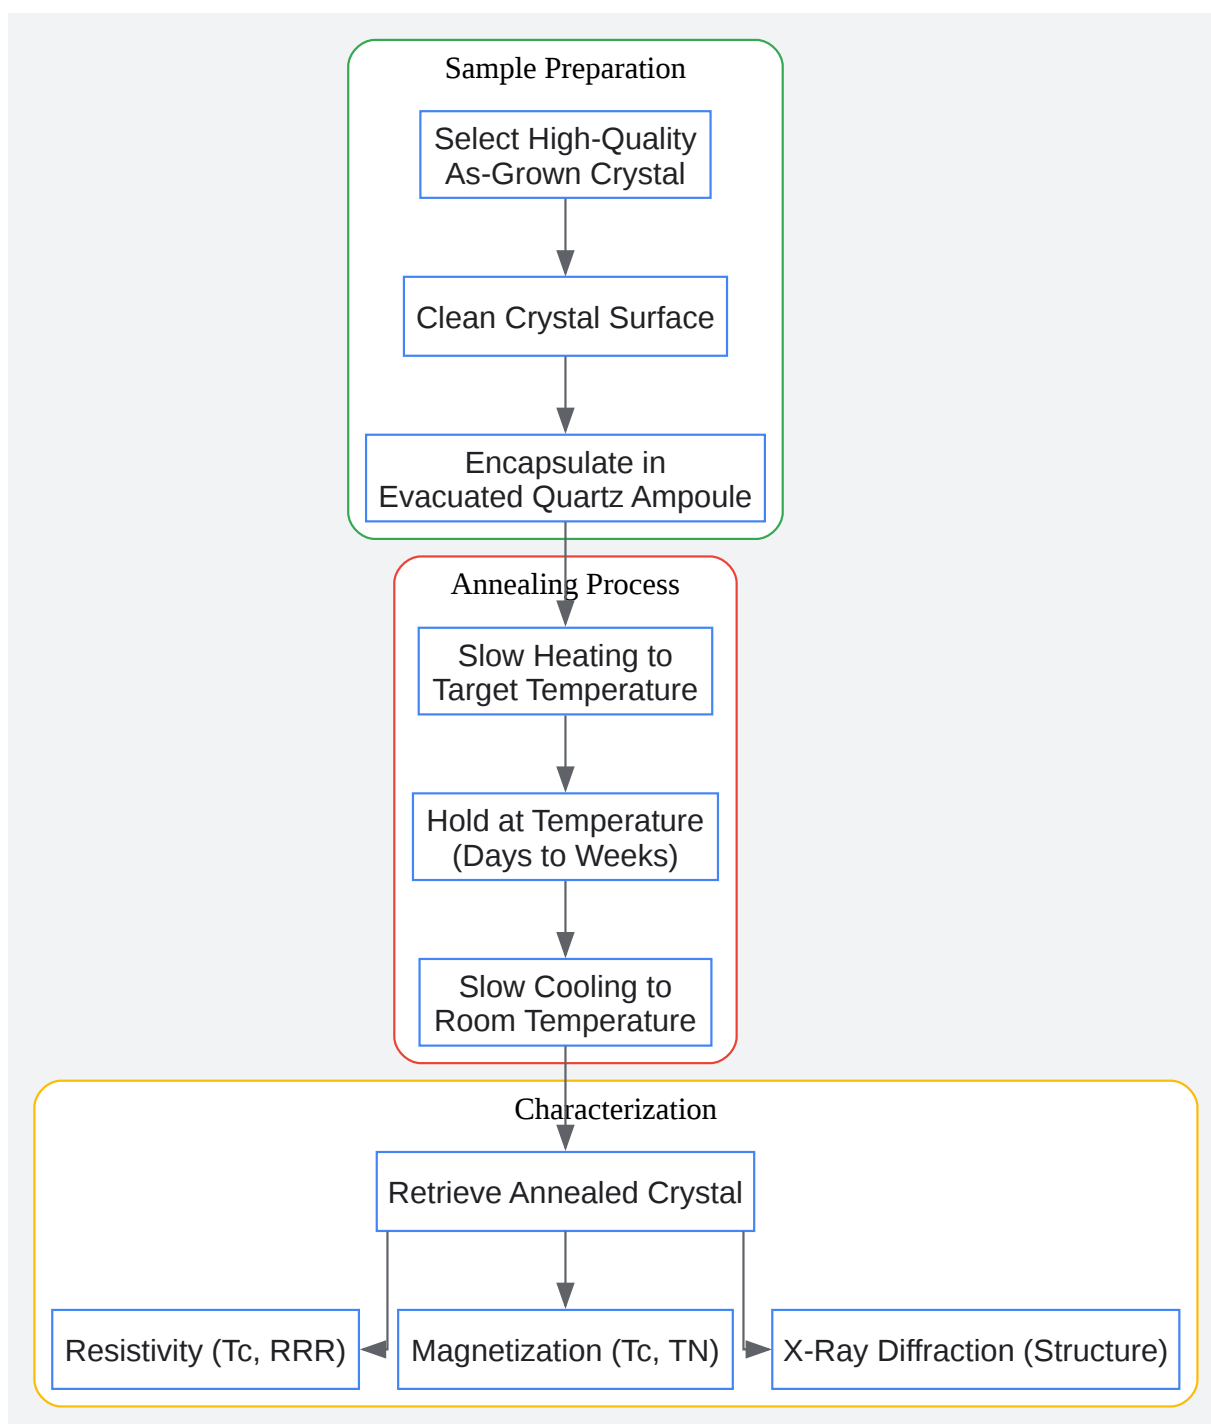 Sample Preparation
Select High-Quality
As-Grown Crystal
Clean Crystal Surface
Encapsulate in
Evacuated Quartz Ampoule
Annealing Process
Slow Heating to
Target Temperature
Hold at Temperature
(Days to Weeks)
Slow Cooling to
Room Temperature
Characterization
Retrieve Annealed Crystal
Resistivity (Tc, RRR)
Magnetization (Tc, TN)
X-Ray Diffraction (Structure)